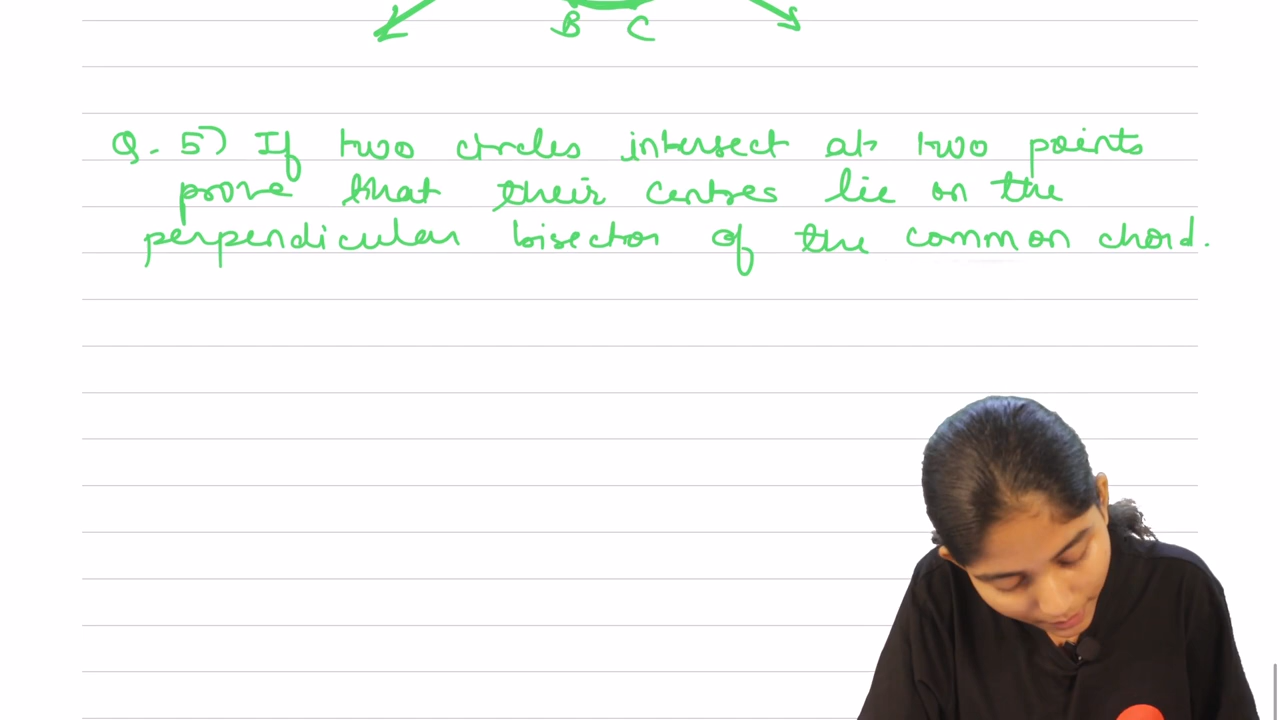 B C
Q. 5) If two circles intersect at two points
prove that their centres lie on the
perpendicular bisector of the common chord.